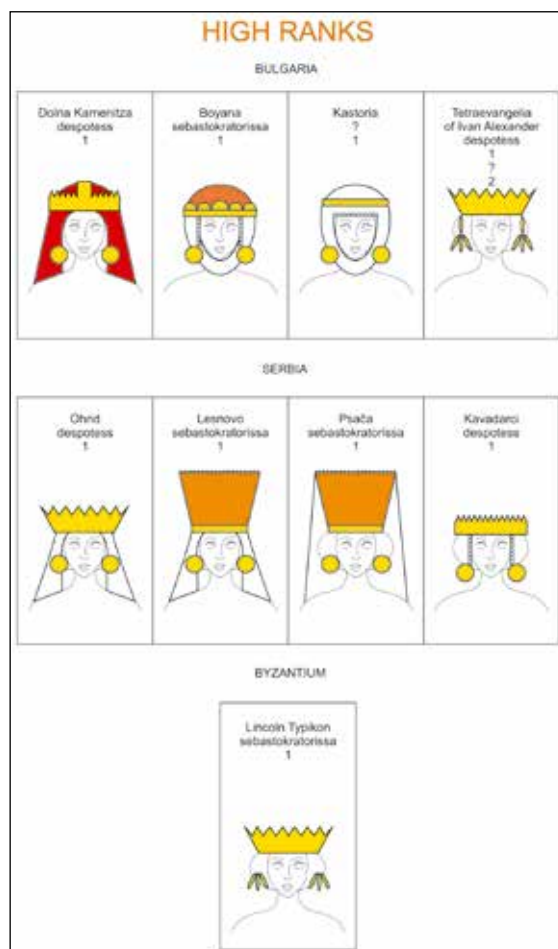 HIGH RANKS
BULGARIA
Dolna Kamenitza
despotess
1
Boyana
sebastokratorissa
1
Kastoria
?
1
Tetraevangelia
of Ivan Alexander
despotess
1
?
2
SERBIA
Ohrid
despotess
1
Lesnovo
sebastokratorissa
1
Psača
sebastokratorissa
1
Kavadarci
despotess
1
BYZANTIUM
Lincoln Typikon
sebastokratorissa
1